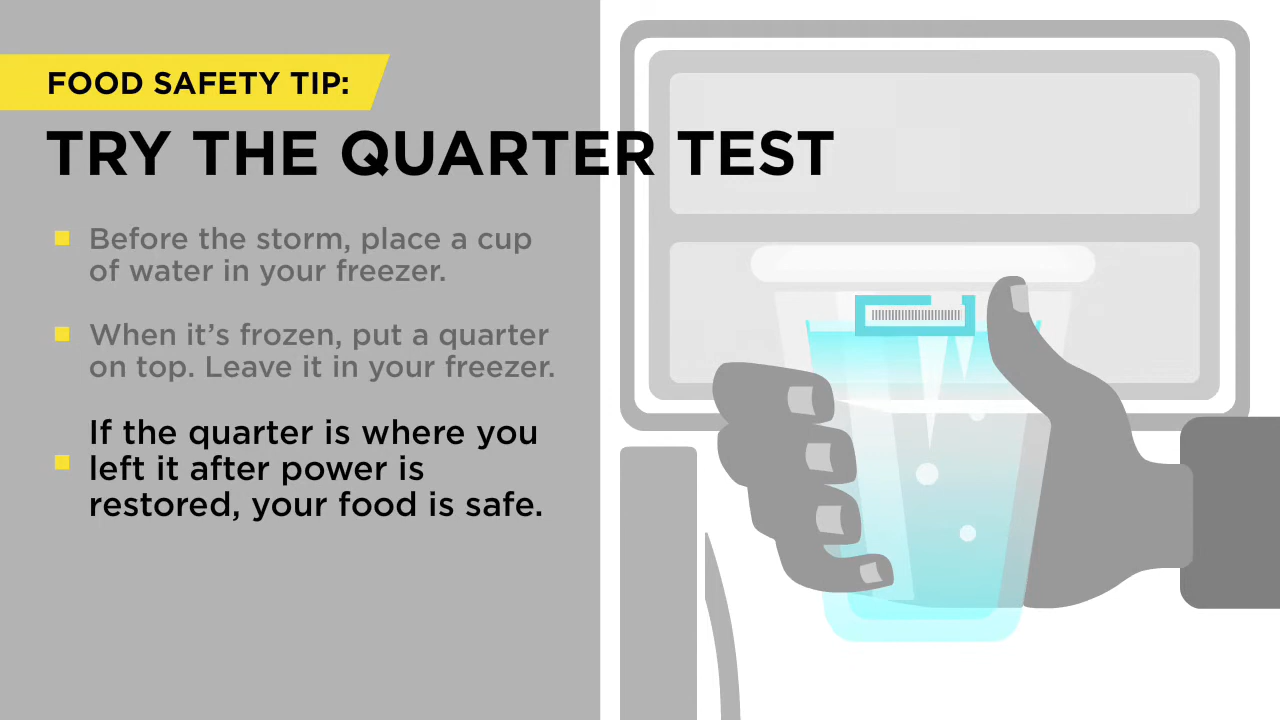 FOOD SAFETY TIP:
TRY THE QUARTER TEST
Before the storm, place a cup
of water in your freezer.
When it’s frozen, put a quarter
on top. Leave it in your freezer.
If the quarter is where you
left it after power is
restored, your food is safe.